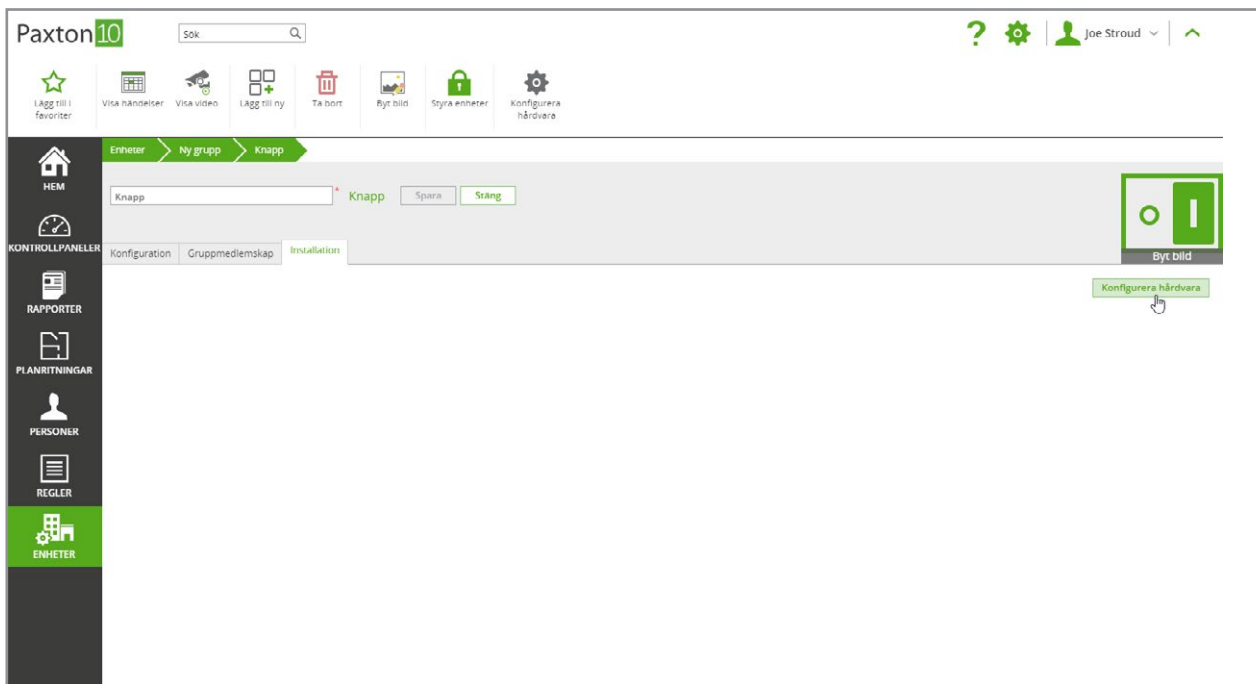 Paxton10
Sök
?
Joe Stroud
Lägg till i
favoriter
Visa händelser
Visa video
Lägg till ny
Ta bort
Byt bild
Styra enheter
Konfigurera
hårdvara
Enheter
Ny grupp
Knapp
HEM
Knapp
*
Knapp
Spara
Stäng
KONTROLLPANELER
Konfiguration
Gruppmedlemskap
Installation
Byt bild
Konfigurera hårdvara
RAPPORTER
PLANRITNINGAR
PERSONER
REGLER
ENHETER